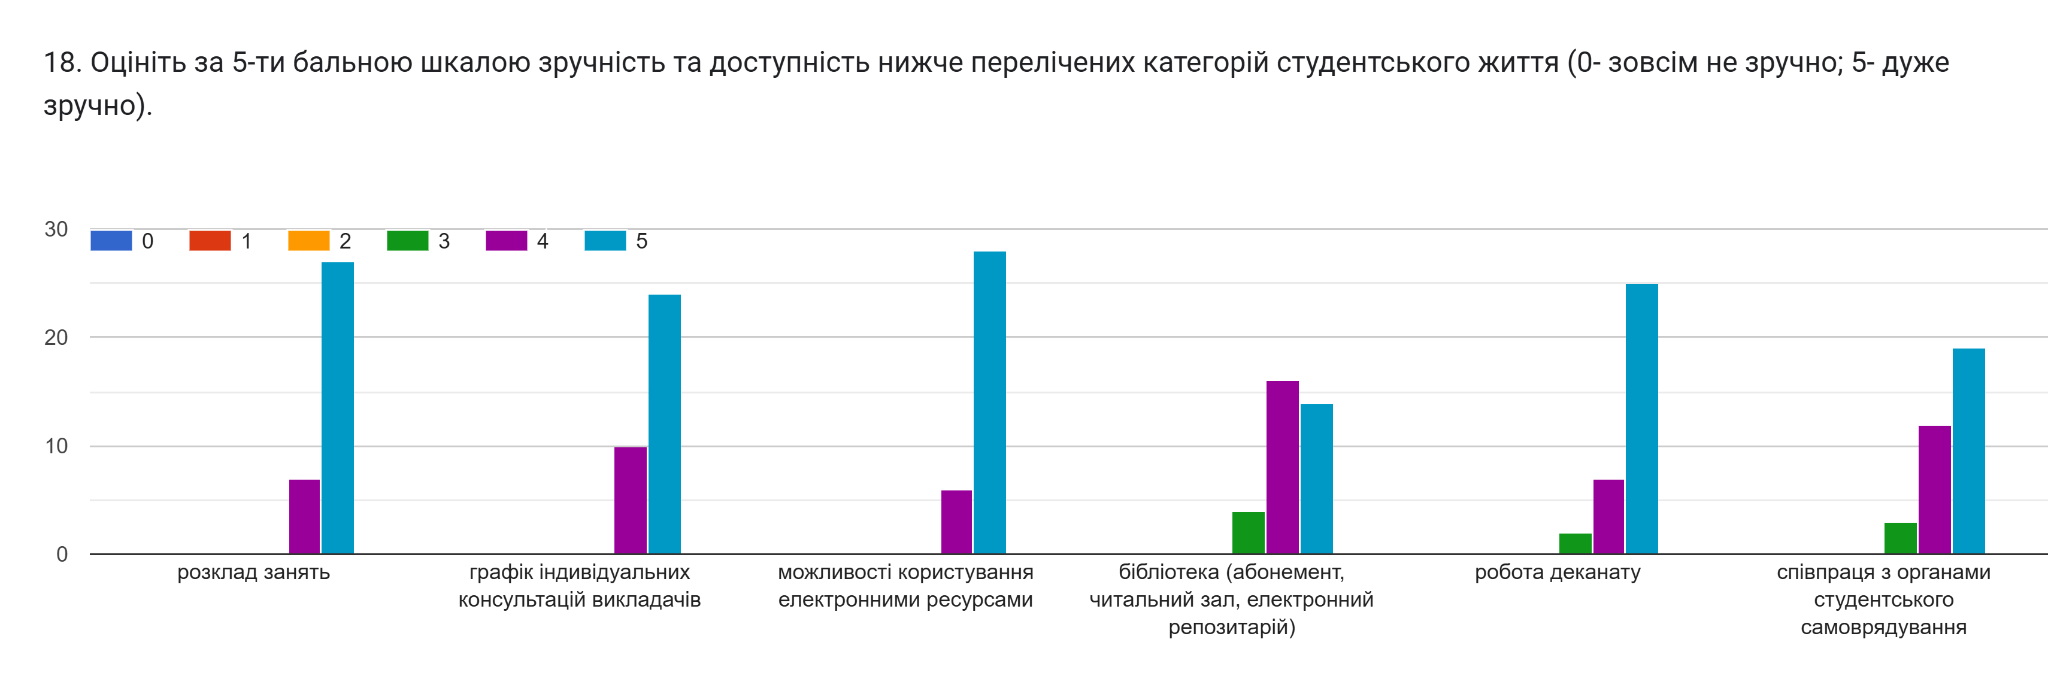 18. Оцініть за 5-ти бальною шкалою зручність та доступність нижче перелічених категорій студентського життя (0- зовсім не зручно; 5- дуже
зручно).
30
0 1 2 3 4 5
20
10
0
розклад занять
графік індивідуальних
консультацій викладачів
можливості користування
електронними ресурсами
бібліотека (абонемент,
читальний зал, електронний
репозитарій)
робота деканату
співпраця з органами
студентського
самоврядування